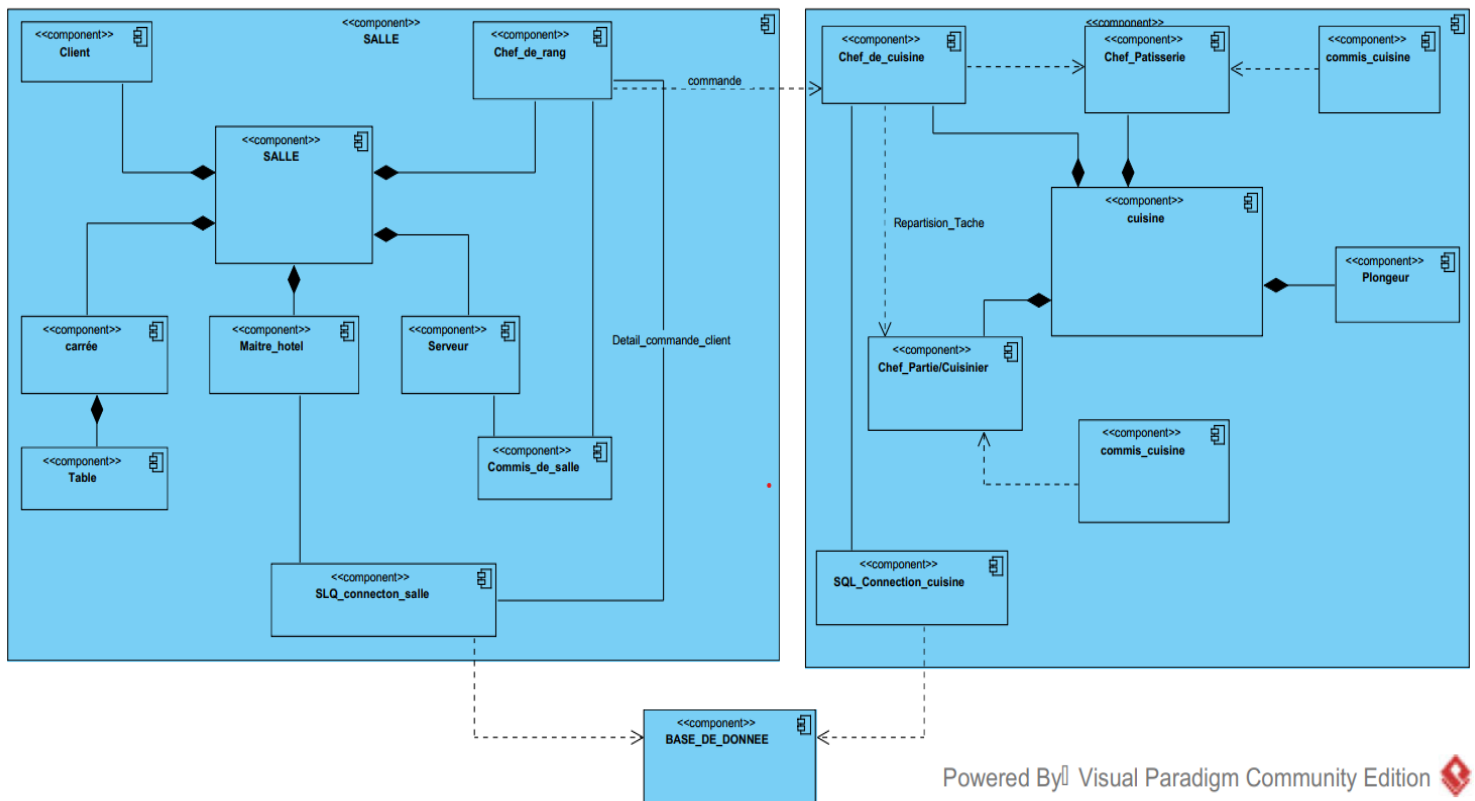 <<component>>
SALLE
<<component>>
Client
<<component>>
Chef_de_rang
<<component>>
SALLE
<<component>>
carrée
<<component>>
Maitre_hotel
<<component>>
Serveur
<<component>>
Table
<<component>>
Commis_de_salle
Detail_commande_client
<<component>>
SLQ_connecton_salle
commande
<<component>>
<<component>>
Chef_de_cuisine
<<component>>
Chef_Patisserie
<<component>>
commis_cuisine
<<component>>
cuisine
Repartision_Tache
<<component>>
Plongeur
<<component>>
Chef_Partie/Cuisinier
<<component>>
commis_cuisine
<<component>>
SQL_Connection_cuisine
<<component>>
BASE_DE_DONNEE
Powered By Visual Paradigm Community Edition